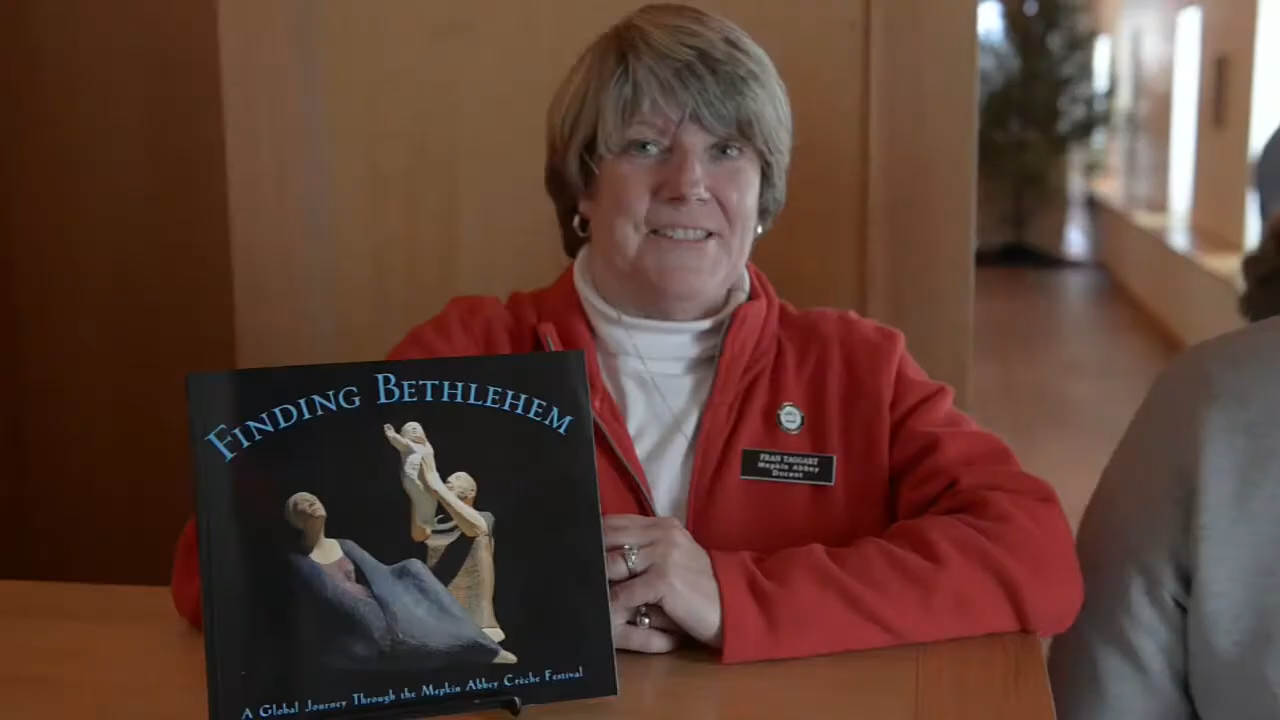 FINDING BETHLEHEM
A Global Journey Through the Mepkin Abbey Crèche Festival
FRAN TAGGART
Mepkin Abbey
Docent